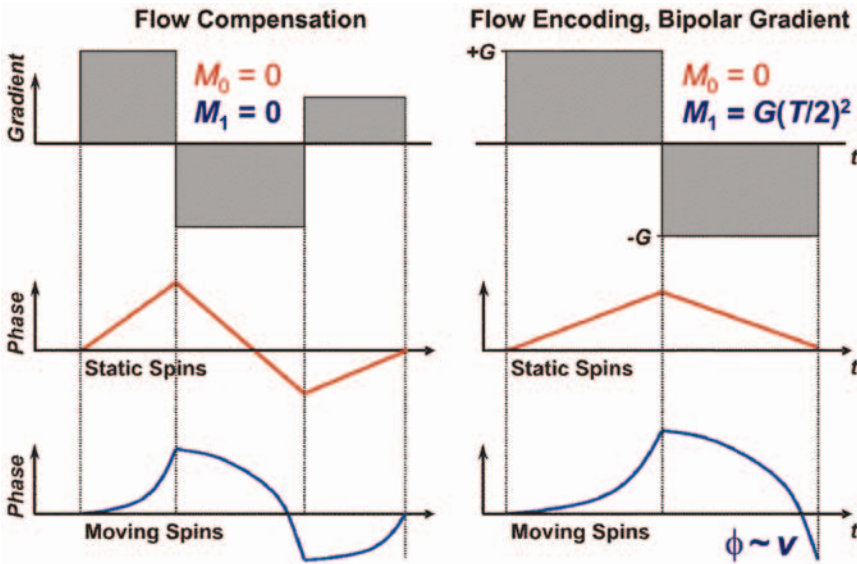 Flow Compensation
Gradient
M₀ = 0
M₁ = 0
Phase
Static Spins
Phase
Moving Spins
Flow Encoding, Bipolar Gradient
+G
M₀ = 0
M₁ = G(T/2)²
t
-G
Static Spins
t
Moving Spins
ϕ ~ v
t